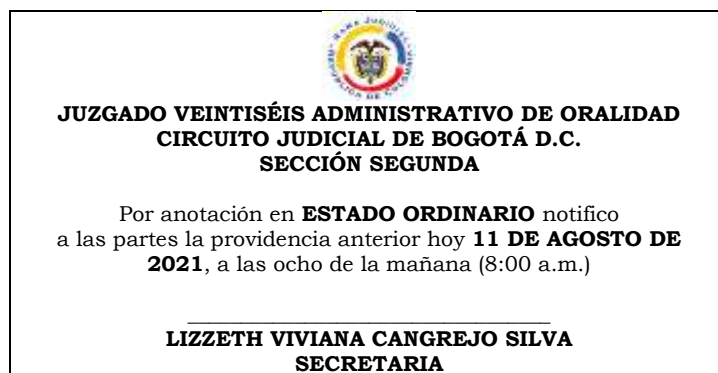 JUZGADO VEINTISÉIS ADMINISTRATIVO DE ORALIDAD
CIRCUITO JUDICIAL DE BOGOTÁ D.C.
SECCIÓN SEGUNDA
Por anotación en ESTADO ORDINARIO notifico
a las partes la providencia anterior hoy 11 DE AGOSTO DE
2021, a las ocho de la mañana (8:00 a.m.)
LIZZETH VIVIANA CANGREJO SILVA
SECRETARIA